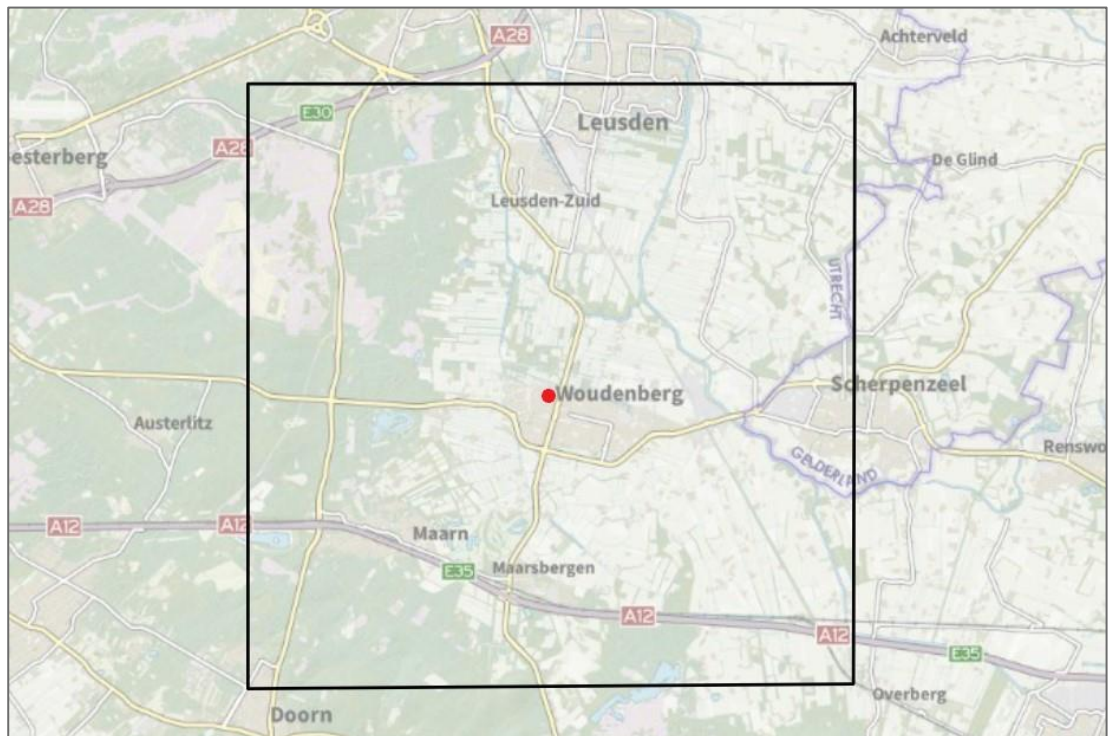 A28
Achterveld
E30
Leusden
A28
esterberg
De Glind
A28
Leusden-Zuid
UTRECHT
Scherpenzeel
Woudenberg
Austerlitz
Renswo
GELDERLAND
A12
A12
Maarn
Maarsbergen
E35
A12
A12
E35
Overberg
Doorn